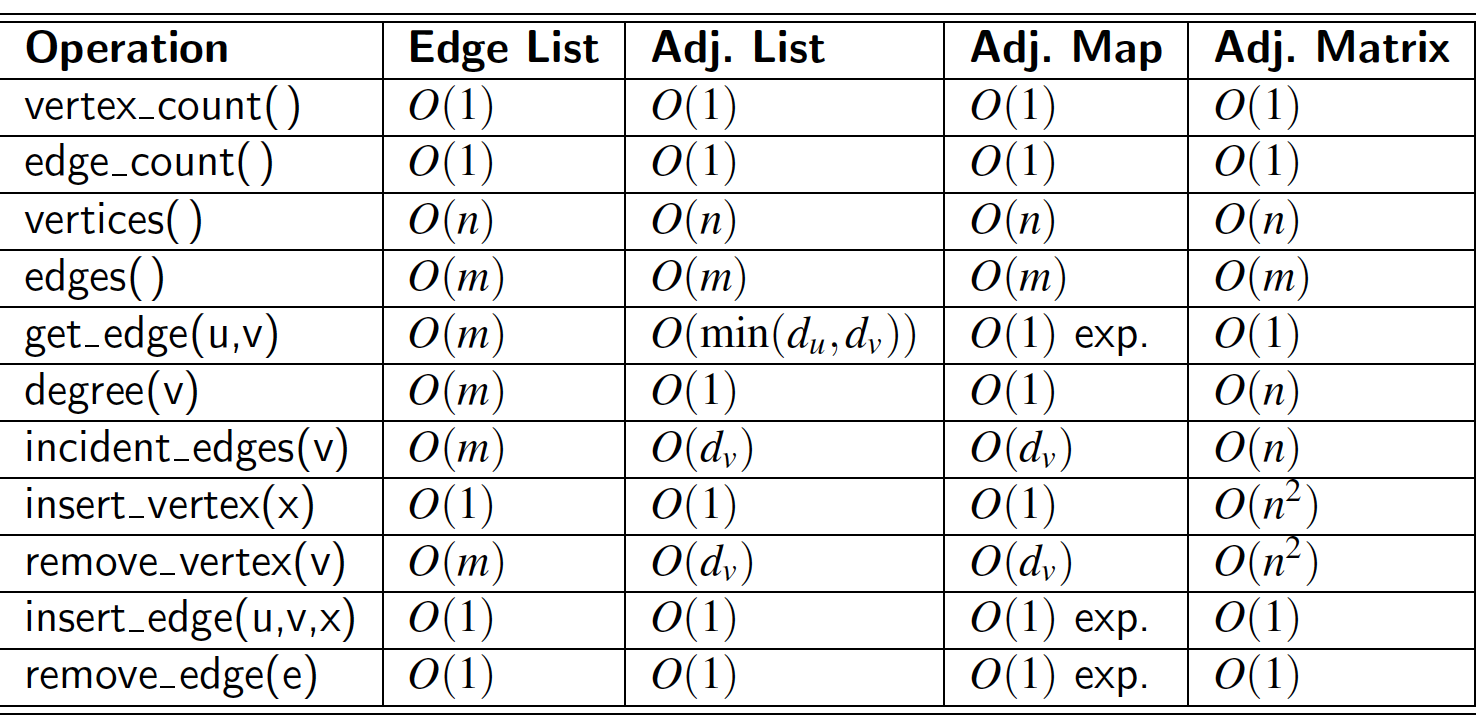 Operation Edge List Adj. List Adj. Map Adj. Matrix
vertex_count() O(1) O(1) O(1) O(1)
edge_count() O(1) O(1) O(1) O(1)
vertices() O(n) O(n) O(n) O(n)
edges() O(m) O(m) O(m) O(m)
get_edge(u,v) O(m) O(min(d_u,d_v)) O(1) exp. O(1)
degree(v) O(m) O(1) O(1) O(n)
incident_edges(v) O(m) O(d_v) O(d_v) O(n)
insert_vertex(x) O(1) O(1) O(1) O(n²)
remove_vertex(v) O(m) O(d_v) O(d_v) O(n²)
insert_edge(u,v,x) O(1) O(1) O(1) exp. O(1)
remove_edge(e) O(1) O(1) O(1) exp. O(1)